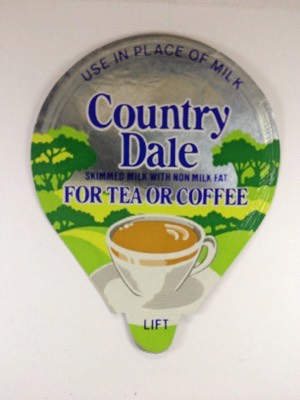 USE IN PLACE OF MILK
Country
Dale
SKIMMED MILK WITH NON MILK FAT
FOR TEA OR COFFEE
LIFT